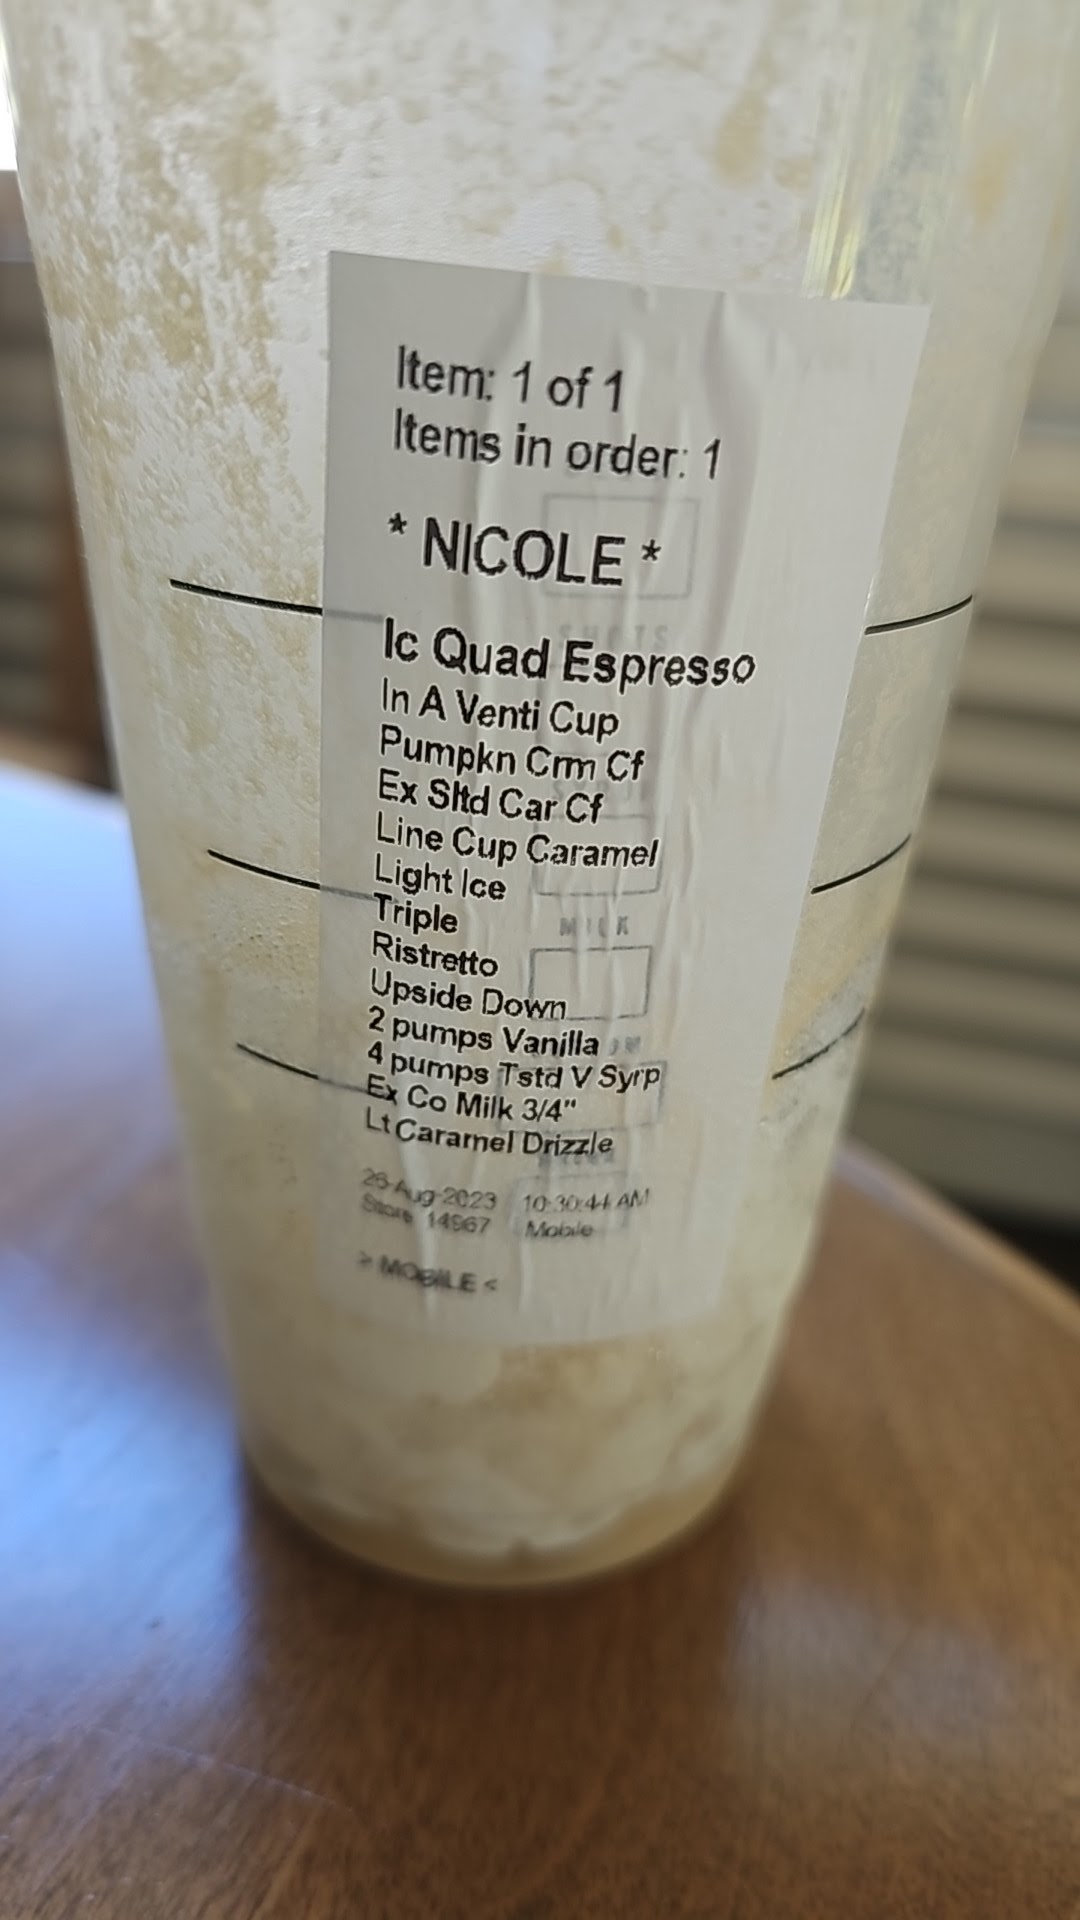 Item: 1 of 1
Items in order: 1
* NICOLE *
Ic Quad Espresso
In A Venti Cup
Pumpkn Crm Cf
Ex Sltd Car Cf
Line Cup Caramel
Light Ice
Triple
Ristretto
Upside Down
2 pumps Vanilla
4 pumps Tstd V Syrp
Ex Co Milk 3/4"
Lt Caramel Drizzle
26-Aug-2023 10:30:44 AM
Store 14967 Mobile
> MOBILE <
SHOTS
MILK